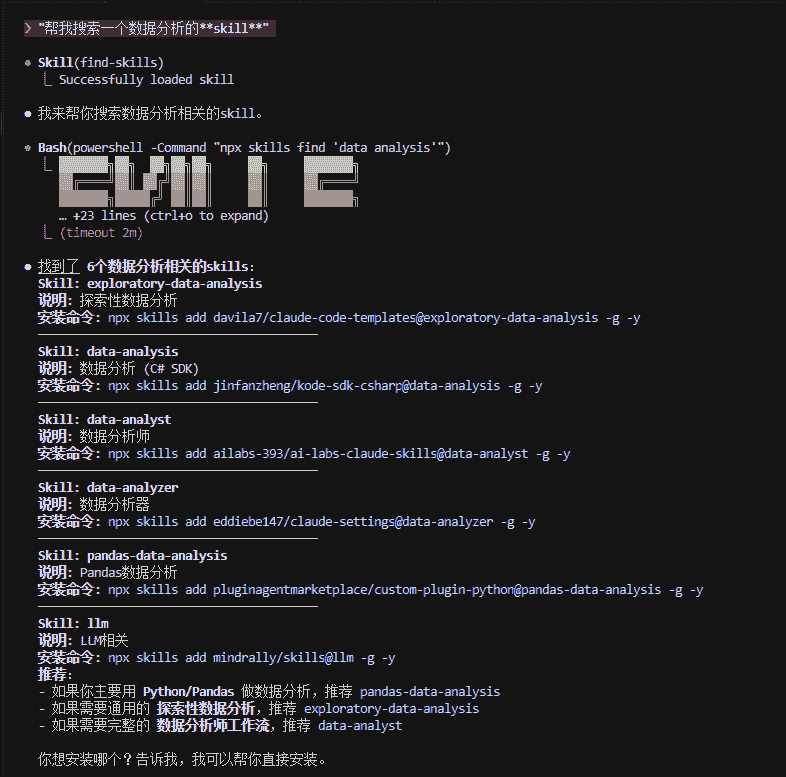 > "帮我搜索一个数据分析的**skill**"
Skill(find-skills)
Successfully loaded skill
● 我来帮你搜索数据分析相关的skill。
Bash(powershell -Command "npx skills find 'data analysis'")
… +23 lines (ctrl+o to expand)
(timeout 2m)
● 找到了 6个数据分析相关的skills:
Skill: exploratory-data-analysis
说明: 探索性数据分析
安装命令: npx skills add davila7/claude-code-templates@exploratory-data-analysis -g -y
Skill: data-analysis
说明: 数据分析 (C# SDK)
安装命令: npx skills add jinfanzheng/kode-sdk-csharp@data-analysis -g -y
Skill: data-analyst
说明: 数据分析师
安装命令: npx skills add ailabs-393/ai-labs-claude-skills@data-analyst -g -y
Skill: data-analyzer
说明: 数据分析器
安装命令: npx skills add eddiebe147/claude-settings@data-analyzer -g -y
Skill: pandas-data-analysis
说明: Pandas数据分析
安装命令: npx skills add pluginagentmarketplace/custom-plugin-python@pandas-data-analysis -g -y
Skill: llm
说明: LLM相关
安装命令: npx skills add mindrally/skills@llm -g -y
推荐:
- 如果你主要用 Python/Pandas 做数据分析，推荐 pandas-data-analysis
- 如果需要通用的 探索性数据分析，推荐 exploratory-data-analysis
- 如果需要完整的 数据分析师工作流，推荐 data-analyst
你想安装哪个？告诉我，我可以帮你直接安装。